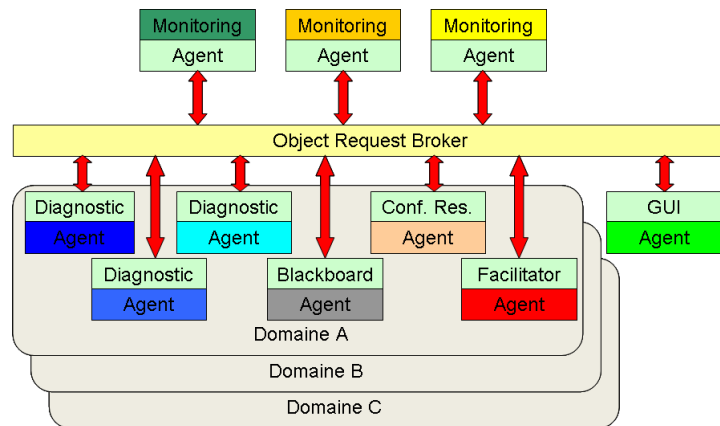 Monitoring Monitoring Monitoring
Agent Agent Agent
Object Request Broker
Diagnostic Diagnostic Conf. Res. GUI
Agent Agent Agent Agent
Diagnostic Blackboard Facilitator
Agent Agent Agent
Domaine A
Domaine B
Domaine C